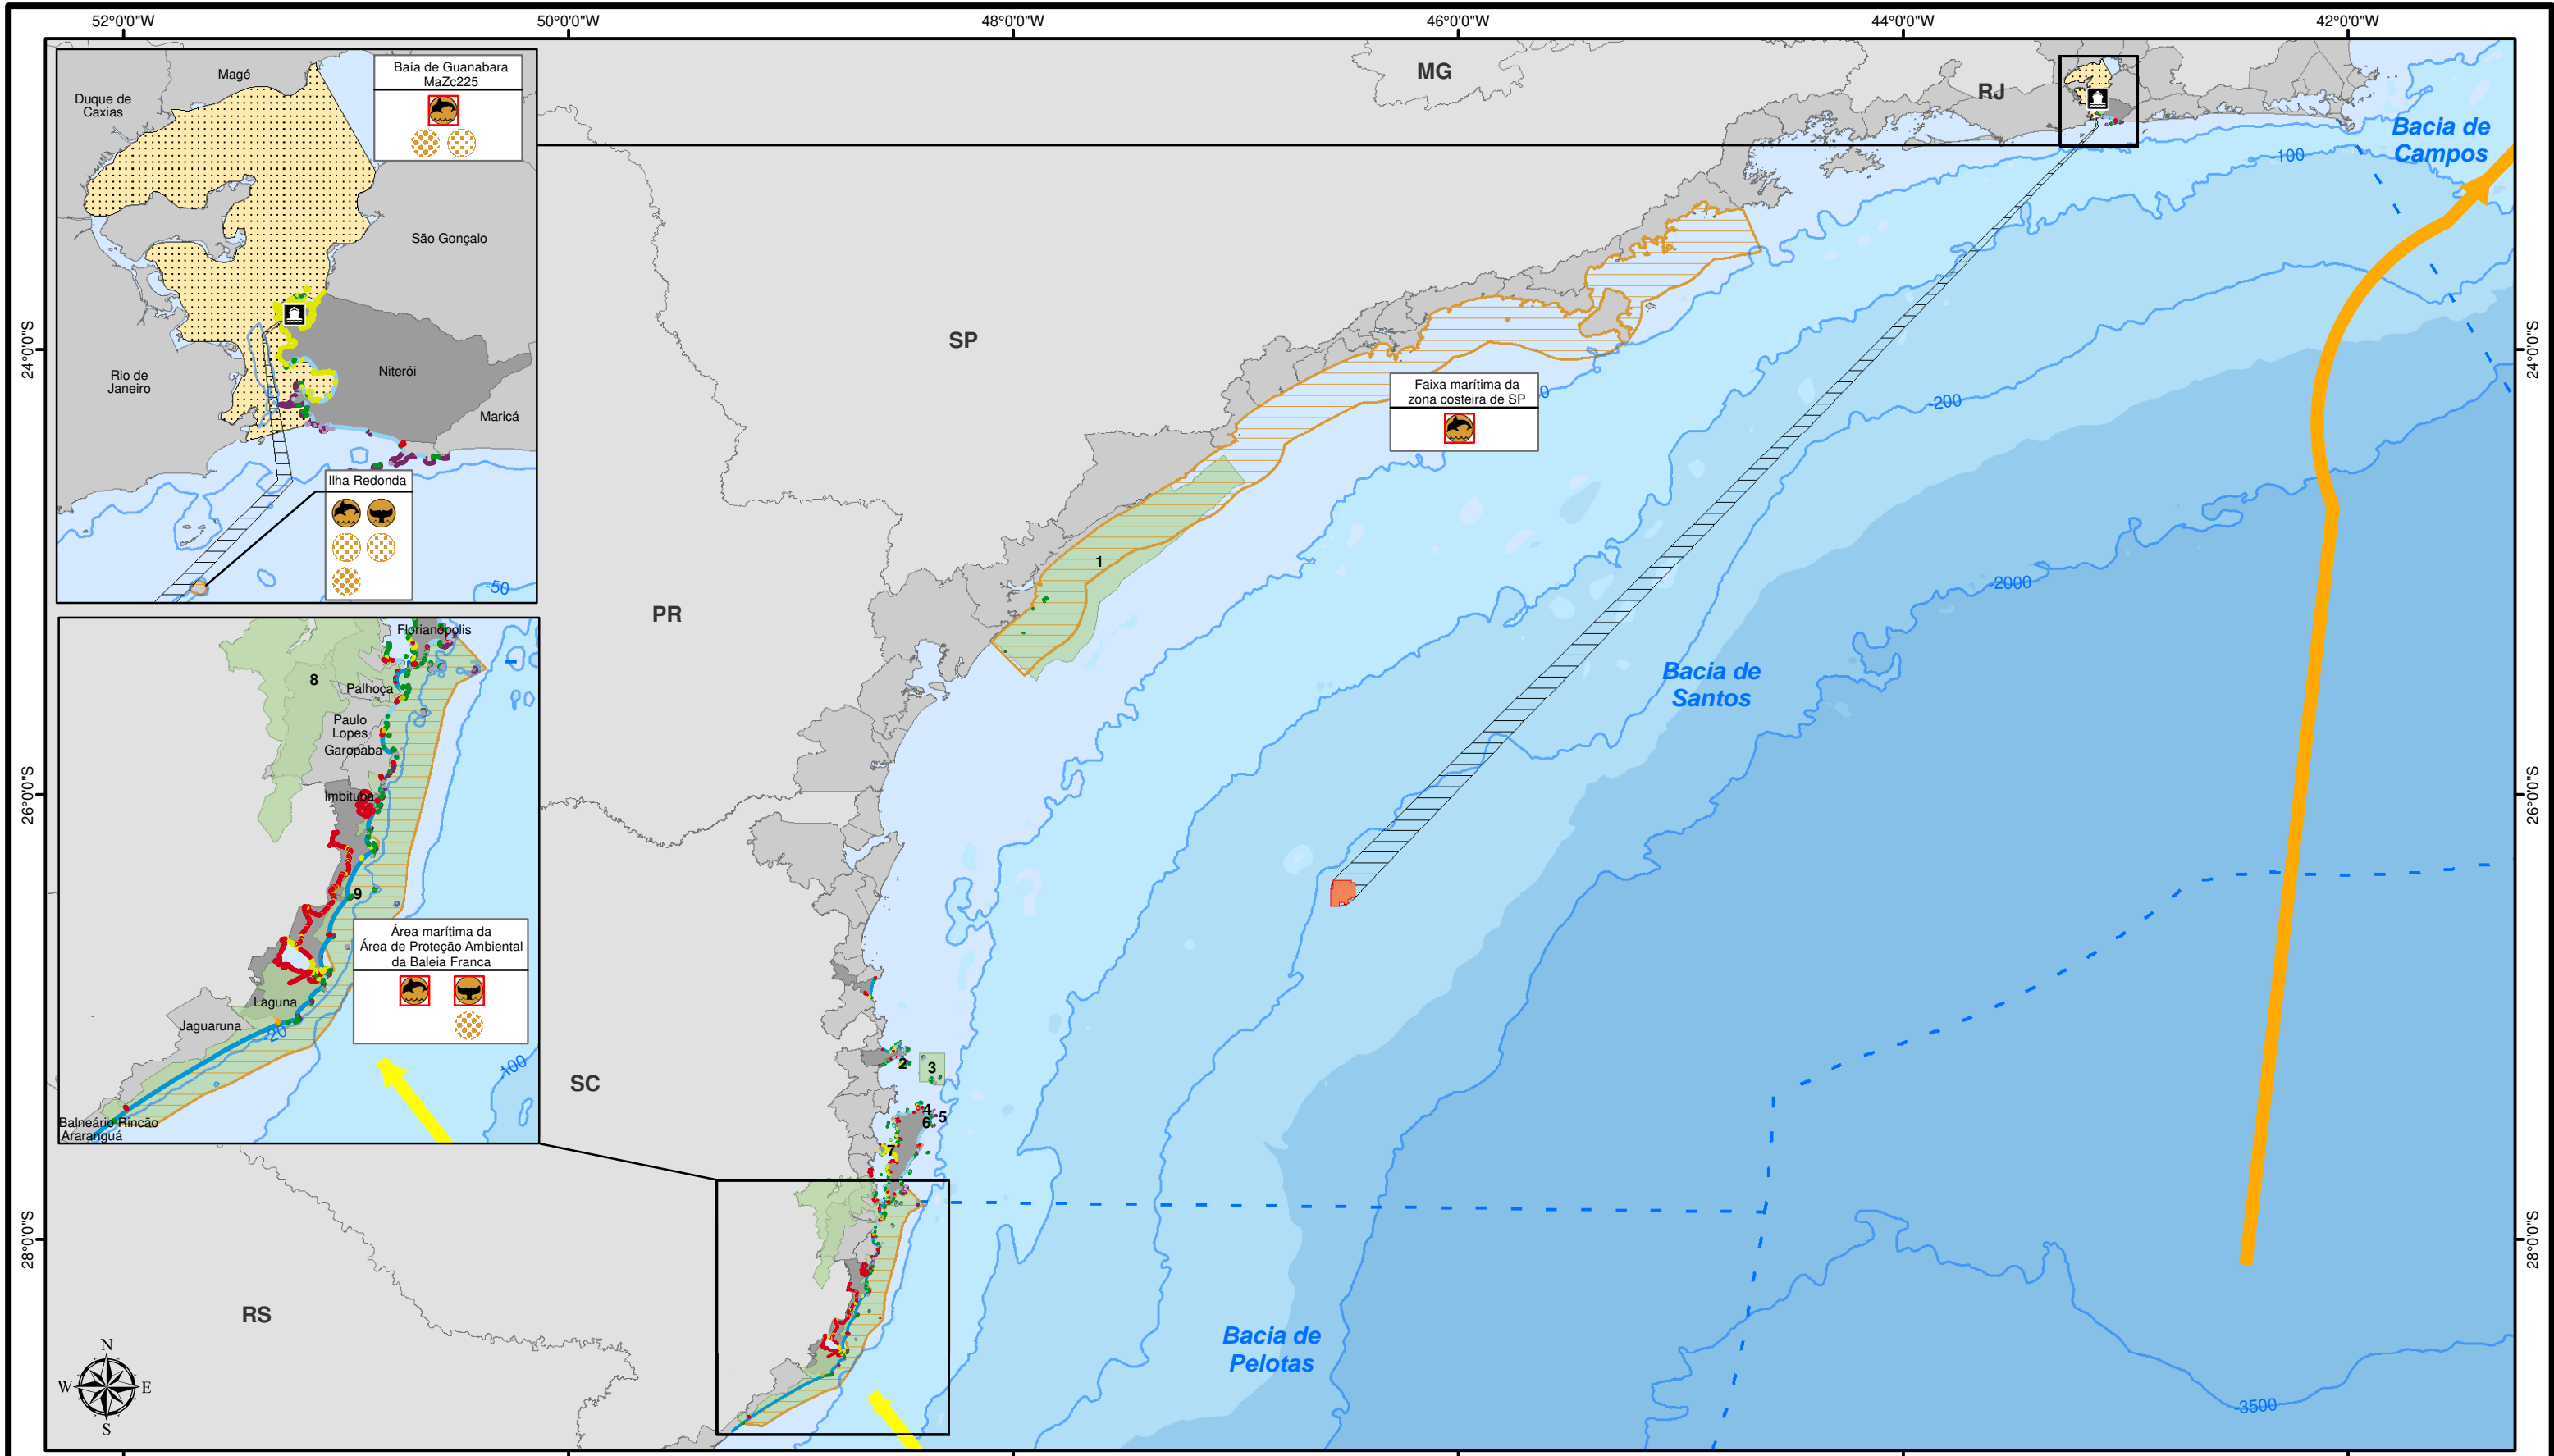 52°0'0"W
50°0'0"W
48°0'0"W
46°0'0"W
44°0'0"W
42°0'0"W
24°0'0"S
26°0'0"S
28°0'0"S
24°0'0"S
26°0'0"S
28°0'0"S
MG
RJ
SP
PR
SC
RS
Bacia de
Campos
Bacia de
Santos
Bacia de
Pelotas
-100
-200
-2000
-3500
0
Faixa marítima da
zona costeira de SP
1
2
3
4
5
6
7
Magé
Duque de
Caxias
Baía de Guanabara
MaZc225
São Gonçalo
Niterói
Rio de
Janeiro
Maricá
Ilha Redonda
-50
Florianópolis
8
Palhoça
Paulo
Lopes
Garopaba
Imbituba
9
Área marítima da
Área de Proteção Ambiental
da Baleia Franca
Laguna
Jaguaruna
-20
100
Balneário Rincão
Araranguá
N
W
E
S